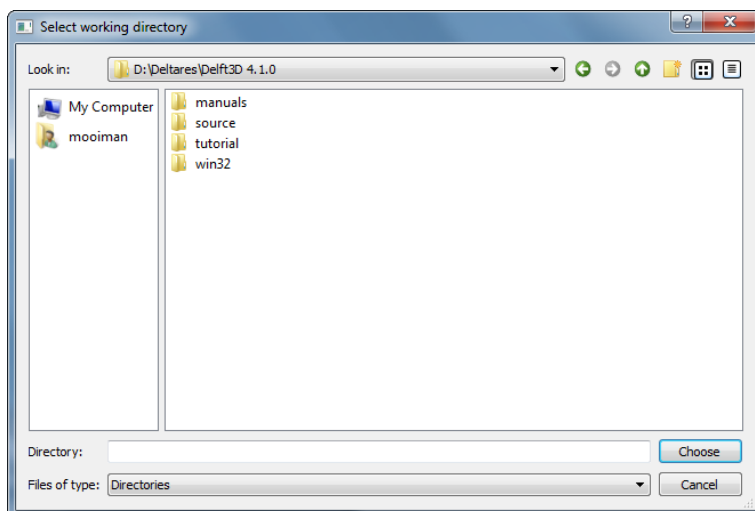 Select working directory
Look in: D:\Deltares\Delft3D 4.1.0
My Computer
mooiman
manuals
source
tutorial
win32
Directory: Choose
Files of type: Directories Cancel